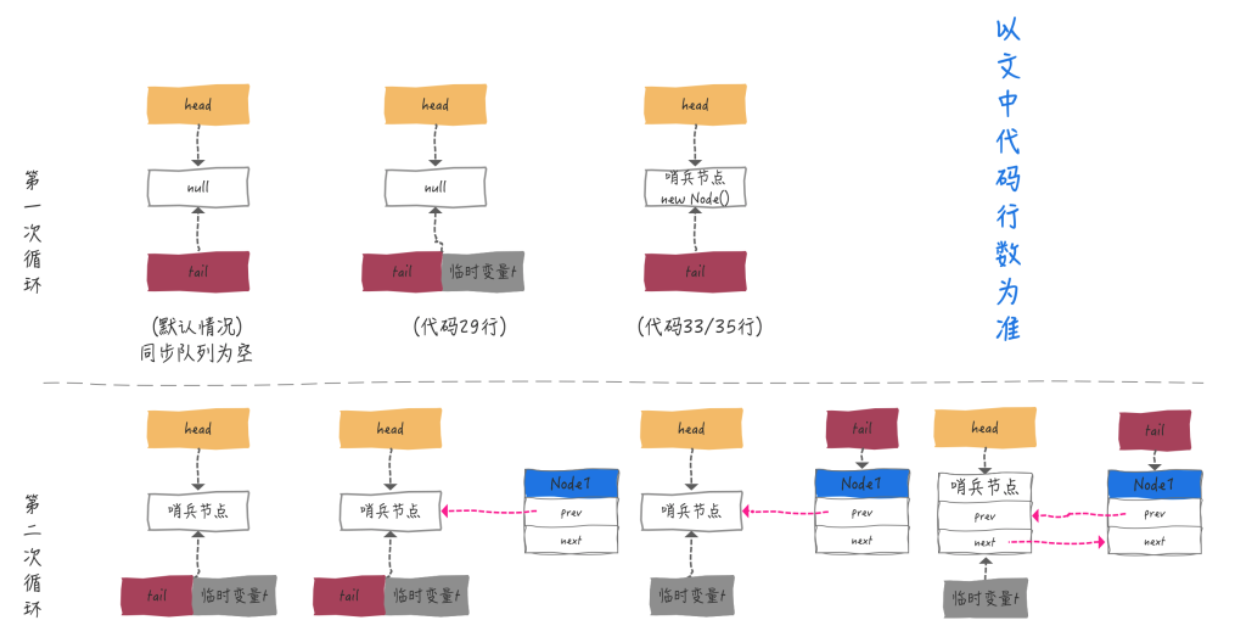 以文中代码行数为准
第一次循环
head
head
head
null
null
哨兵节点
new Node()
tail
tail
临时变量t
tail
(默认情况)
同步队列为空
(代码29行)
(代码33/35行)
第二次循环
head
head
head
tail
head
tail
哨兵节点
哨兵节点
Node1
prev
next
哨兵节点
Node1
prev
next
哨兵节点
prev
next
Node1
prev
next
tail
临时变量t
tail
临时变量t
临时变量t
临时变量t